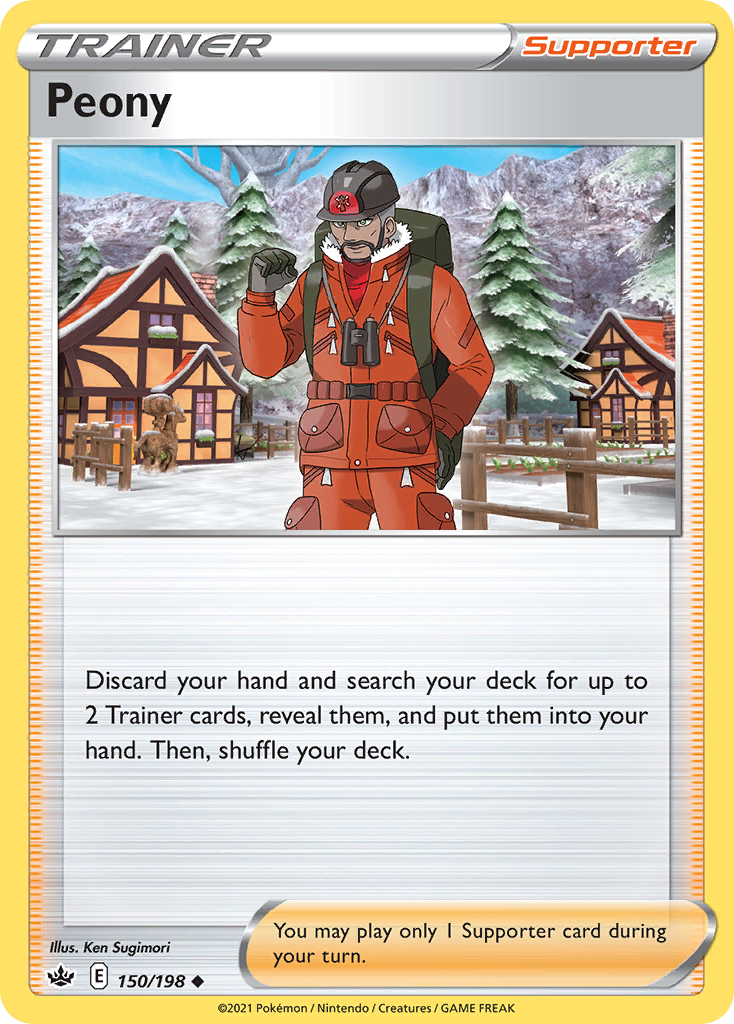 TRAINER
Supporter
Peony
Discard your hand and search your deck for up to
2 Trainer cards, reveal them, and put them into your
hand. Then, shuffle your deck.
You may play only 1 Supporter card during
your turn.
Illus. Ken Sugimori
E 150/198
©2021 Pokémon / Nintendo / Creatures / GAME FREAK